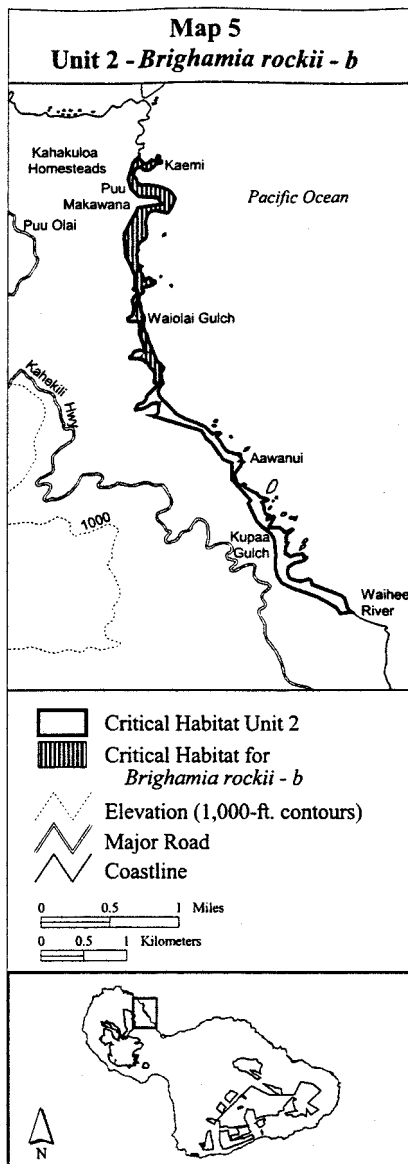 Map 5
Unit 2 - Brighamia rockii - b
Kahakuloa
Homesteads
Kaemi
Puu
Makawana
Pacific Ocean
Puu Olai
Waiolai Gulch
Kahekili
Hwy
Aawanui
1000
Kupaa
Gulch
Waihee
River
Critical Habitat Unit 2
Critical Habitat for
Brighamia rockii - b
Elevation (1,000-ft. contours)
Major Road
Coastline
0 0.5 1 Miles
0 0.5 1 Kilometers
N